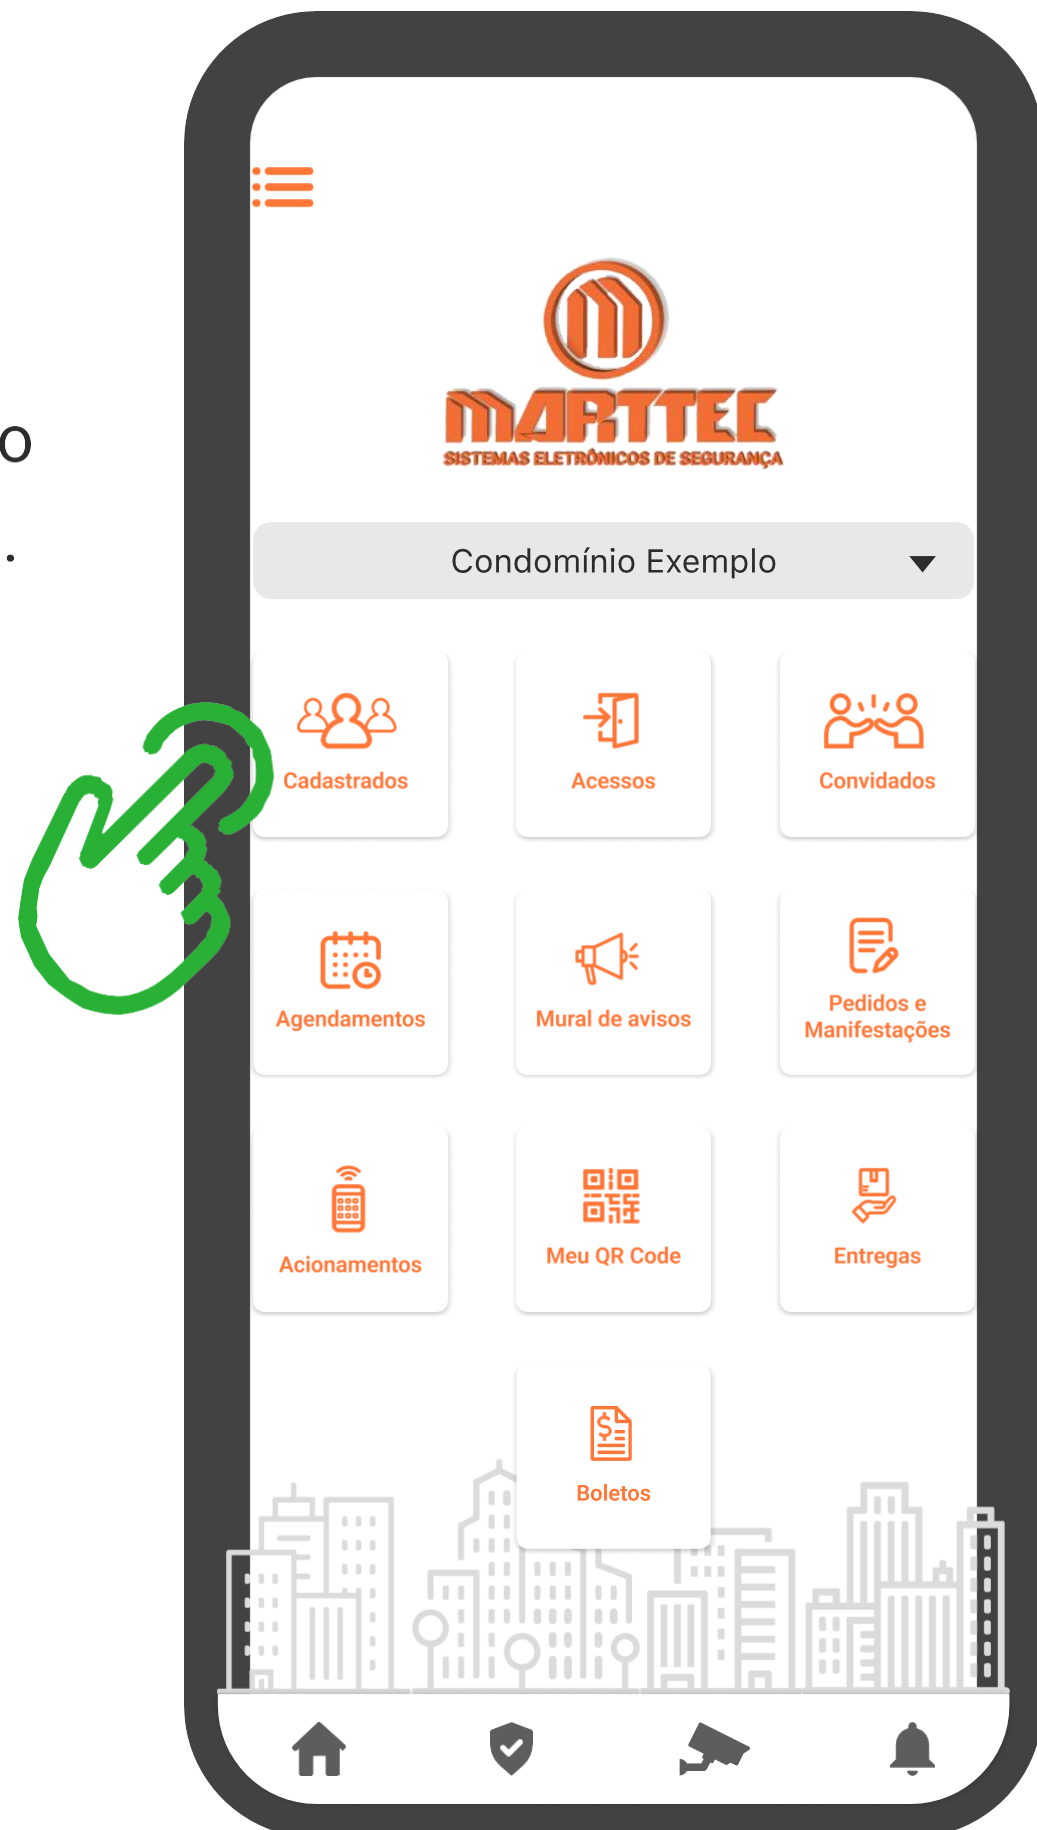 MARTTEC
SISTEMAS ELETRÔNICOS DE SEGURANÇA
o
.
Condomínio Exemplo
Cadastrados
Acessos
Convidados
Agendamentos
Mural de avisos
Pedidos e
Manifestações
Acionamentos
Meu QR Code
Entregas
Boletos